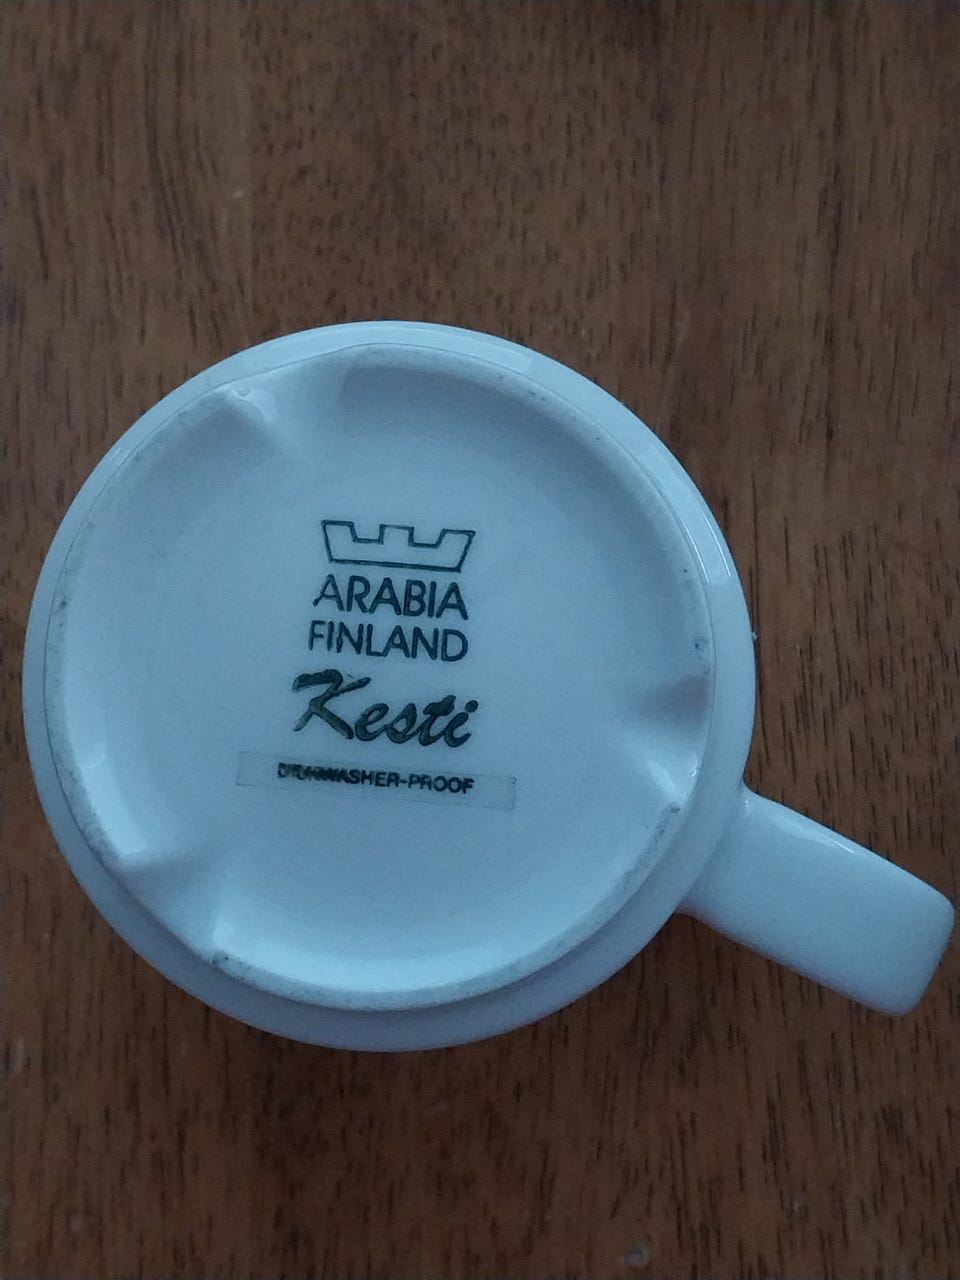 ARABIA
FINLAND
Kesti
DISHWASHER-PROOF